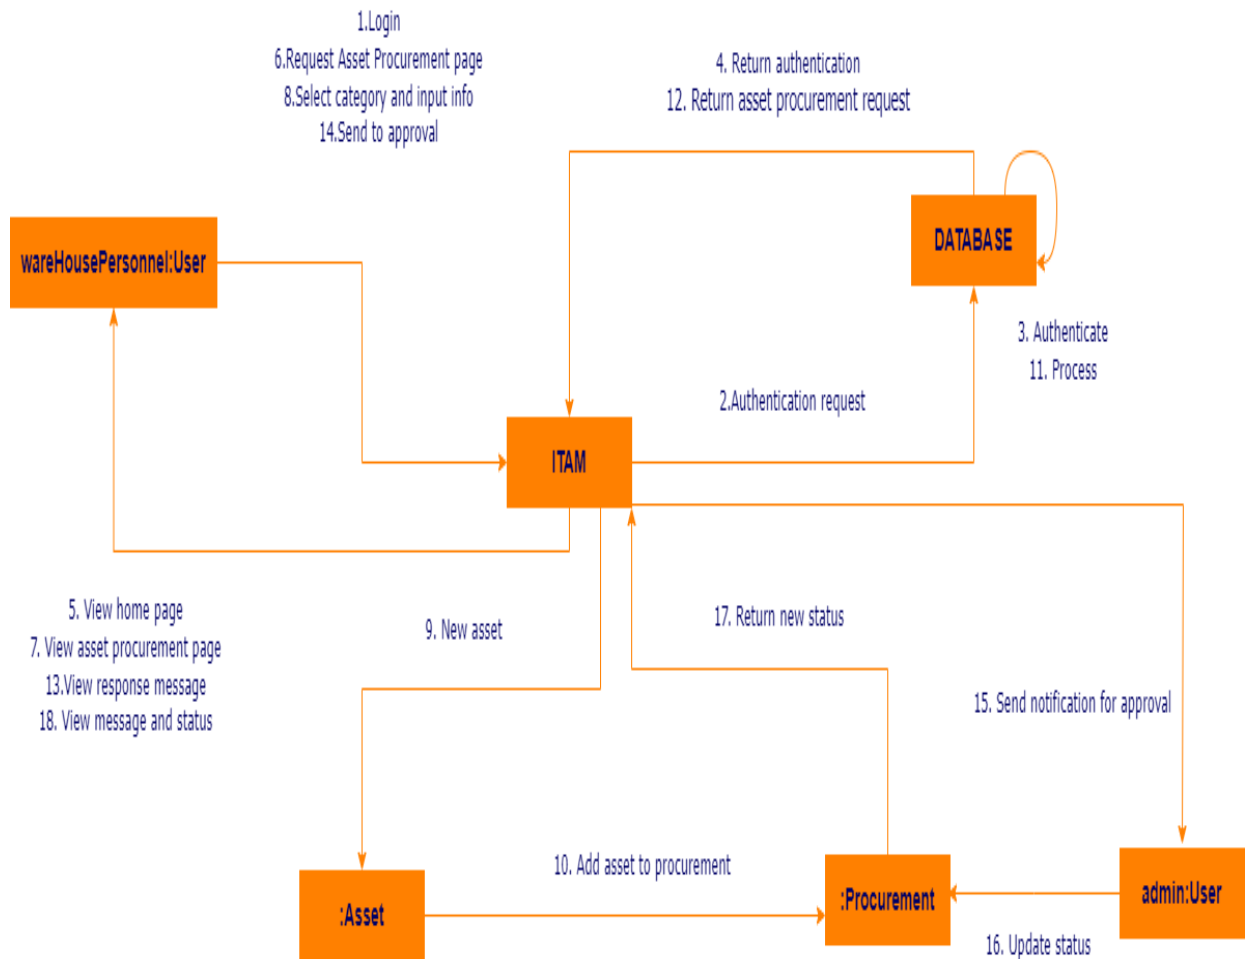 1.Login
6.Request Asset Procurement page
8.Select category and input info
14.Send to approval
4. Return authentication
12. Return asset procurement request
wareHousePersonnel:User
DATABASE
3. Authenticate
11. Process
2.Authentication request
ITAM
5. View home page
7. View asset procurement page
13.View response message
18. View message and status
9. New asset
17. Return new status
15. Send notification for approval
10. Add asset to procurement
:Asset
:Procurement
admin:User
16. Update status